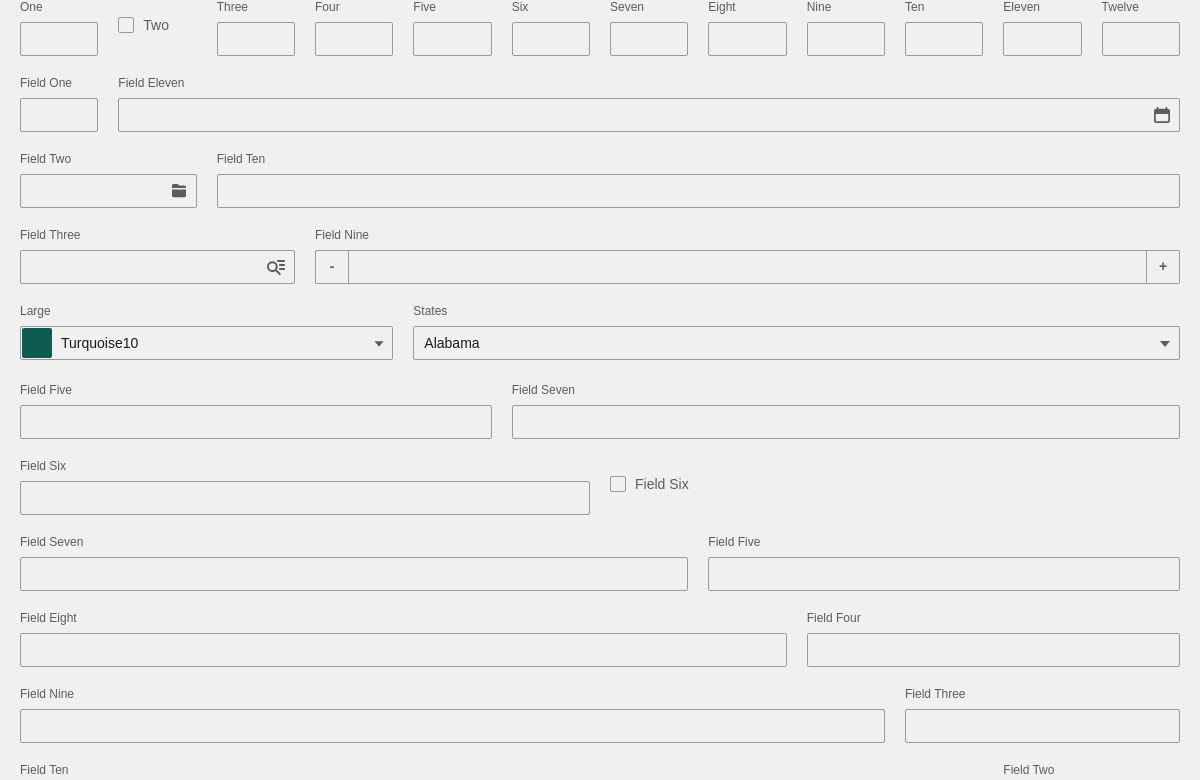 One Two Three Four Five Six Seven Eight Nine Ten Eleven Twelve
Field One Field Eleven
Field Two Field Ten
Field Three Field Nine
- +
Large States
Turquoise10 Alabama
Field Five Field Seven
Field Six
Field Six
Field Seven Field Five
Field Eight Field Four
Field Nine Field Three
Field Ten Field Two